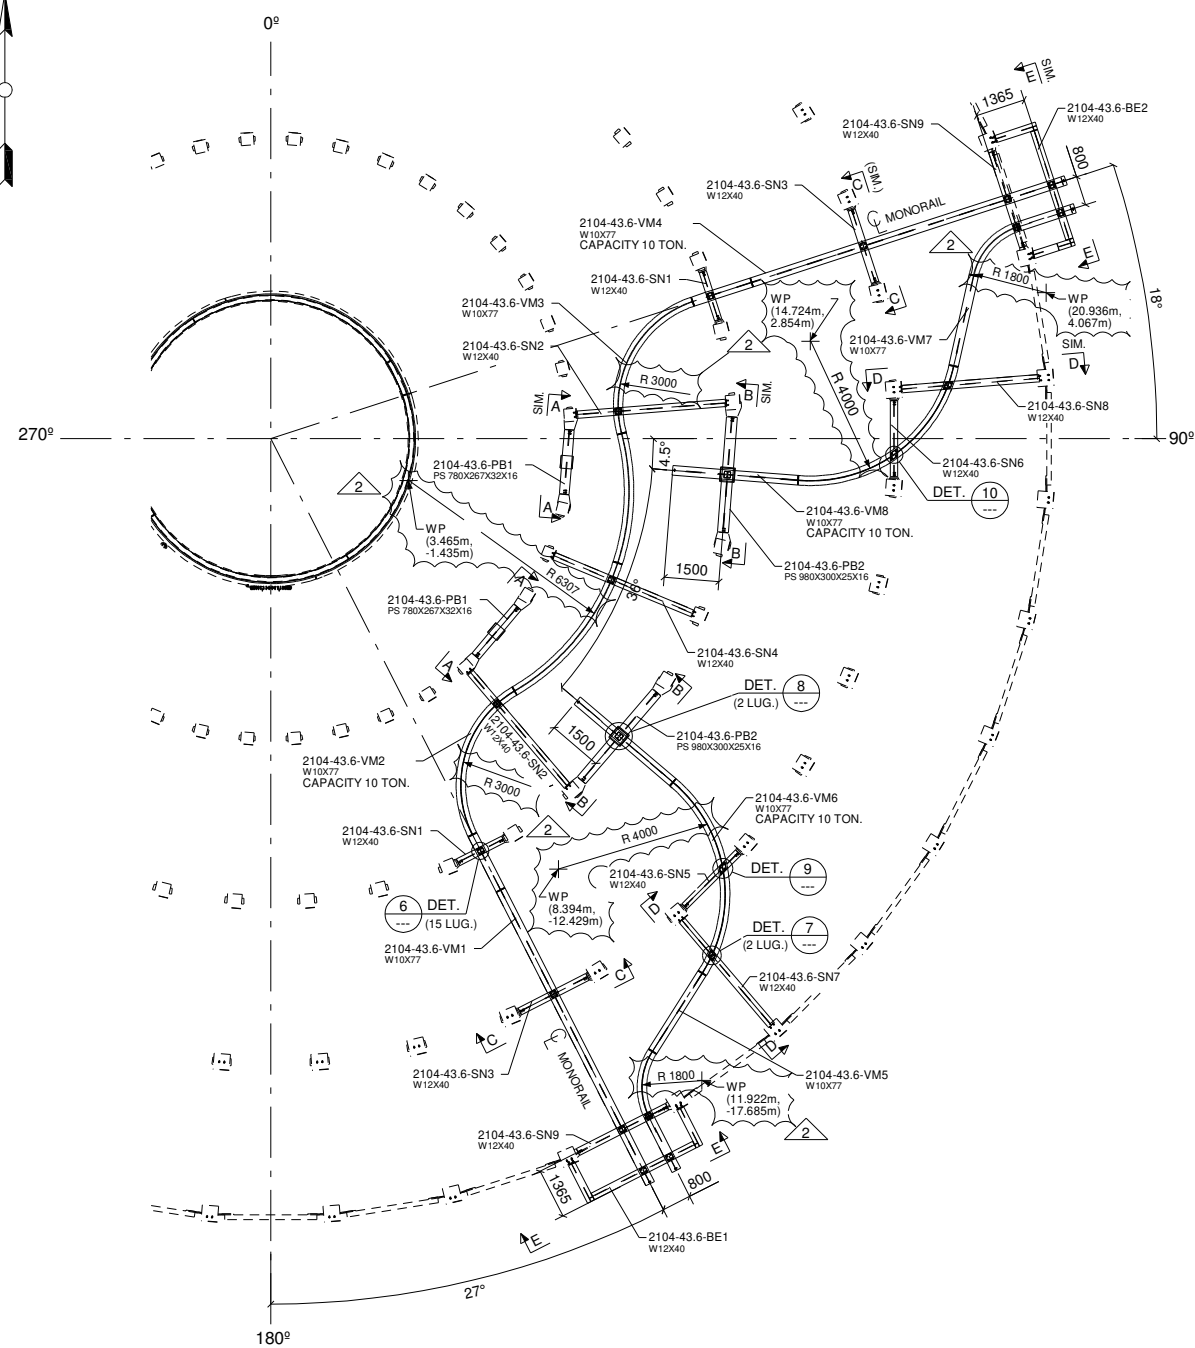 0º
SIM.
E
1365
2104-43.6-BE2
W12X40
2104-43.6-SN9
W12X40
800
C
(SIM.)
2104-43.6-SN3
W12X40
℄ MONORAIL
2104-43.6-VM4
W10X77
CAPACITY 10 TON.
2
E
2104-43.6-SN1
W12X40
R 1800
C
WP
(14.724m,
2.854m)
WP
(20.936m,
4.067m)
18°
2104-43.6-VM3
W10X77
2104-43.6-VM7
W10X77
SIM.
D
2104-43.6-SN2
W12X40
2
R 3000
R 4000
D
SIM.
A
B
SIM.
2104-43.6-SN8
W12X40
270º
90º
4.5°
2104-43.6-PB1
PS 780X267X32X16
2104-43.6-SN6
W12X40
2
DET.
10
---
A
2104-43.6-VM8
W10X77
CAPACITY 10 TON.
WP
(3.465m,
-1.435m)
B
1500
2104-43.6-PB2
PS 980X300X25X16
A
R 6307
36°
2104-43.6-PB1
PS 780X267X32X16
2104-43.6-SN4
W12X40
A
B
DET.
(2 LUG.)
8
---
2104-43.6-SN2
W12X40
1500
2104-43.6-PB2
PS 980X300X25X16
2104-43.6-VM2
W10X77
CAPACITY 10 TON.
R 3000
B
2104-43.6-VM6
W10X77
CAPACITY 10 TON.
2104-43.6-SN1
W12X40
2
R 4000
2104-43.6-SN5
W12X40
DET.
9
---
WP
(8.394m,
-12.429m)
D
6
---
DET.
(15 LUG.)
DET.
(2 LUG.)
7
---
2104-43.6-VM1
W10X77
C
2104-43.6-SN7
W12X40
C
D
℄ MONORAIL
2104-43.6-SN3
W12X40
R 1800
2104-43.6-VM5
W10X77
WP
(11.922m,
-17.685m)
2
2104-43.6-SN9
W12X40
E
1365
800
E
2104-43.6-BE1
W12X40
27°
180º